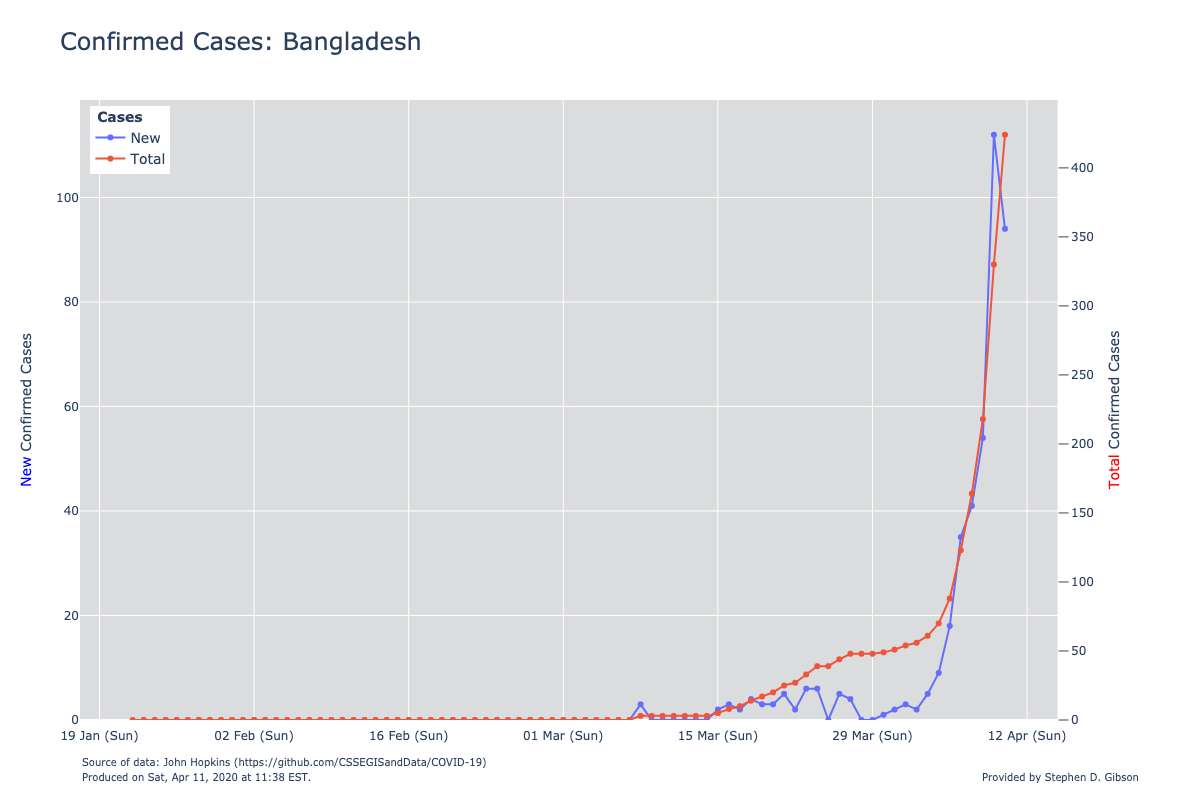 Confirmed Cases: Bangladesh
Cases
New
Total
100
80
60
40
20
0
400
350
300
250
200
150
100
50
0
New Confirmed Cases
Total Confirmed Cases
19 Jan (Sun)
02 Feb (Sun)
16 Feb (Sun)
01 Mar (Sun)
15 Mar (Sun)
29 Mar (Sun)
12 Apr (Sun)
Source of data: John Hopkins (https://github.com/CSSEGISandData/COVID-19)
Produced on Sat, Apr 11, 2020 at 11:38 EST.
Provided by Stephen D. Gibson